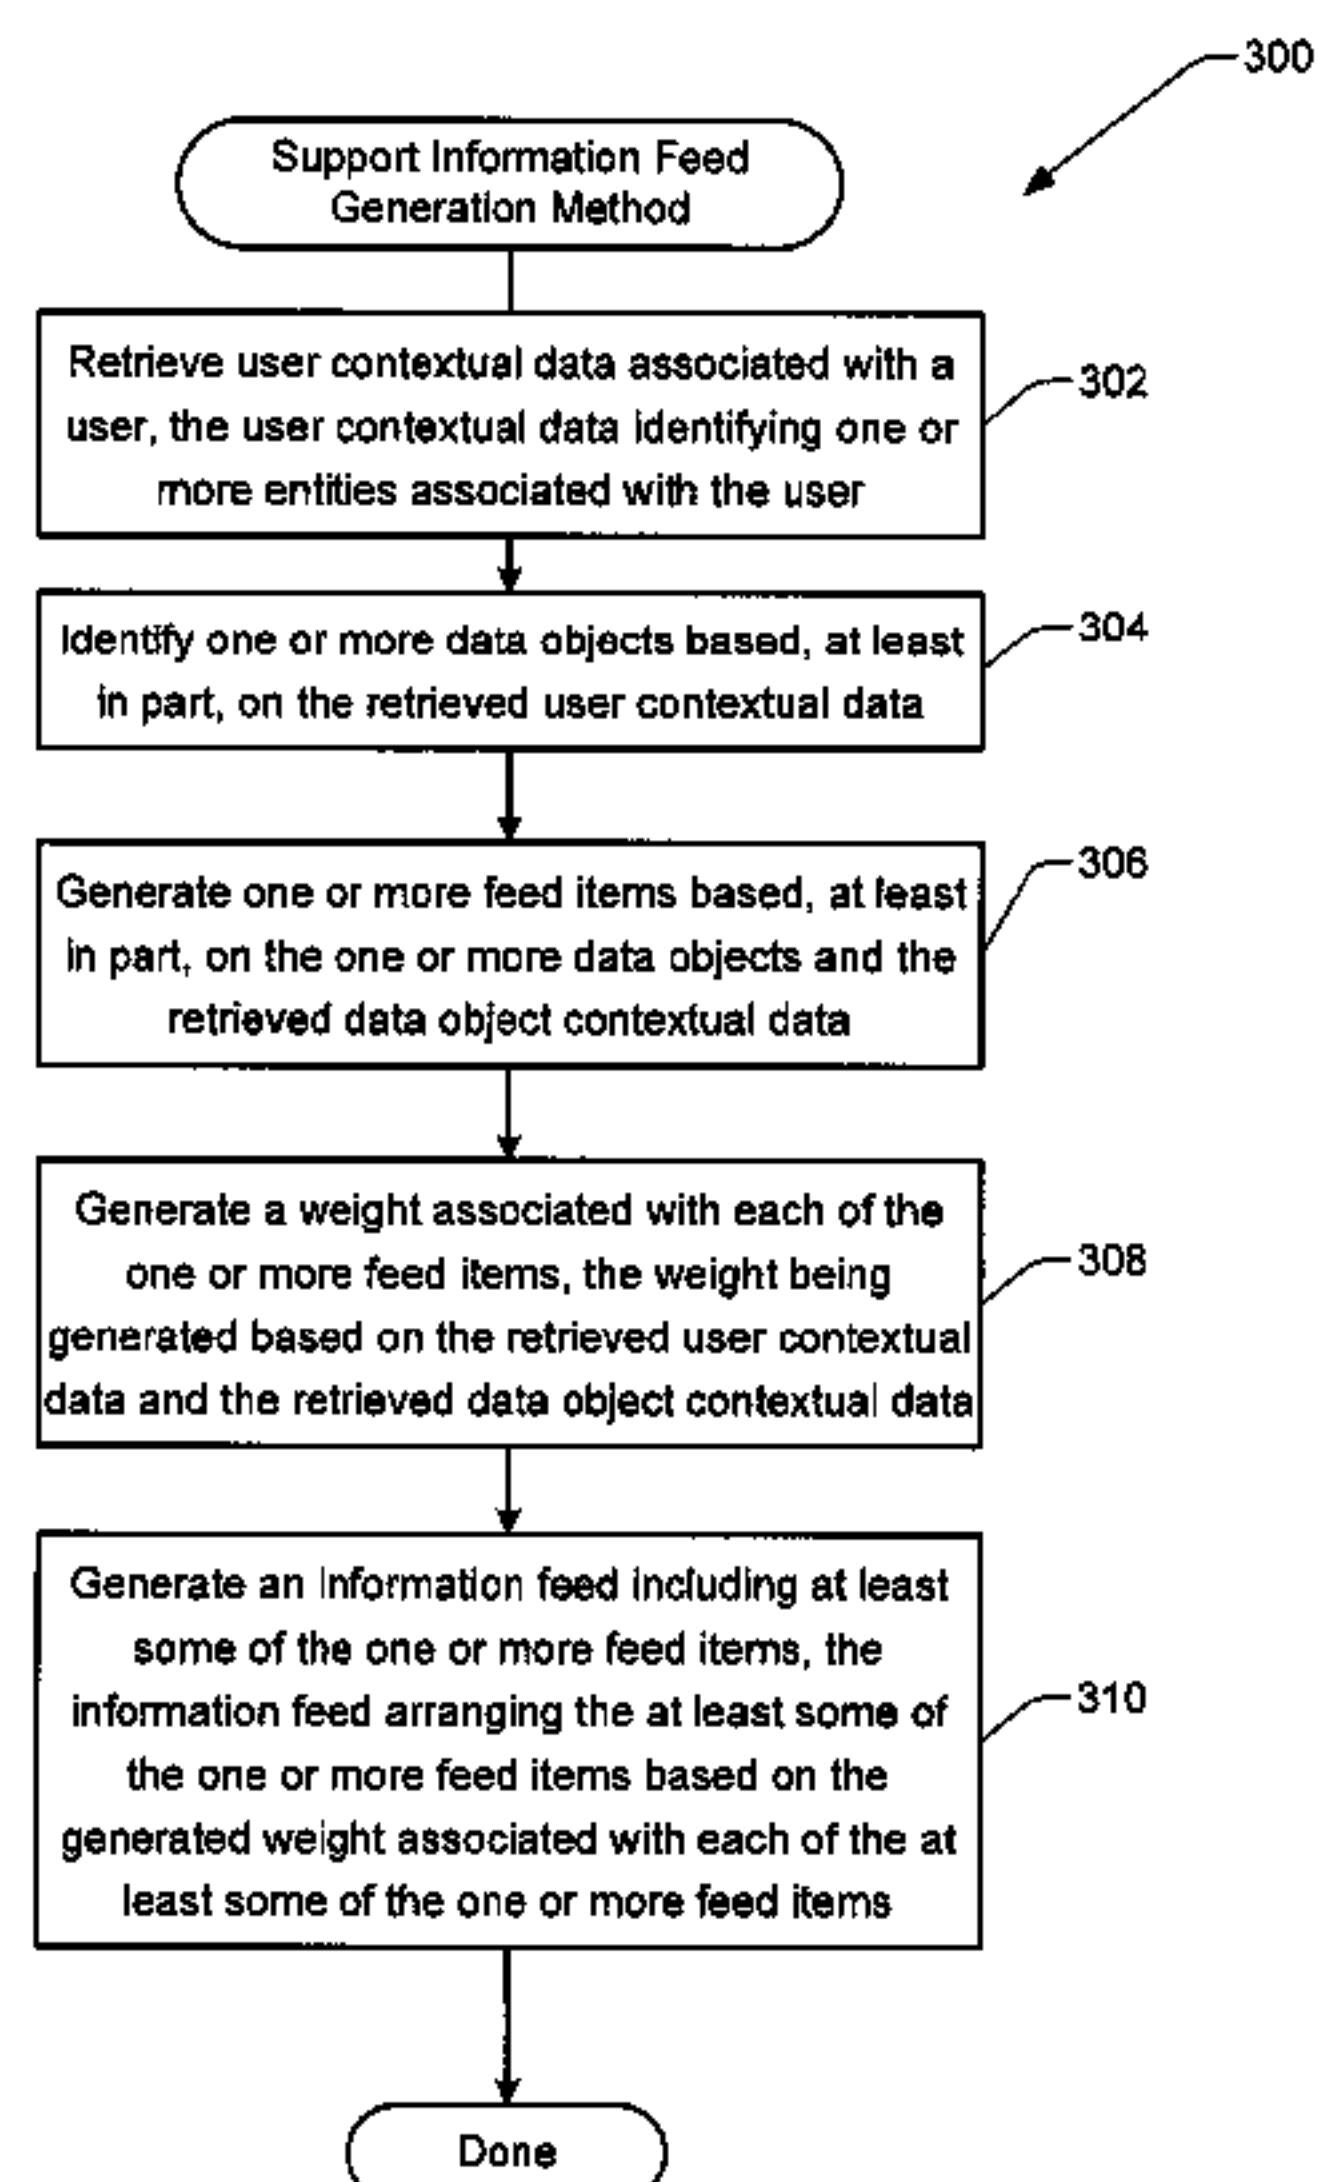 300
Support Information Feed
Generation Method
Retrieve user contextual data associated with a
user, the user contextual data identifying one or
more entities associated with the user
302
Identify one or more data objects based, at least
in part, on the retrieved user contextual data
304
Generate one or more feed items based, at least
in part, on the one or more data objects and the
retrieved data object contextual data
306
Generate a weight associated with each of the
one or more feed items, the weight being
generated based on the retrieved user contextual
data and the retrieved data object contextual data
308
Generate an information feed including at least
some of the one or more feed items, the
information feed arranging the at least some of
the one or more feed items based on the
generated weight associated with each of the at
least some of the one or more feed items
310
Done